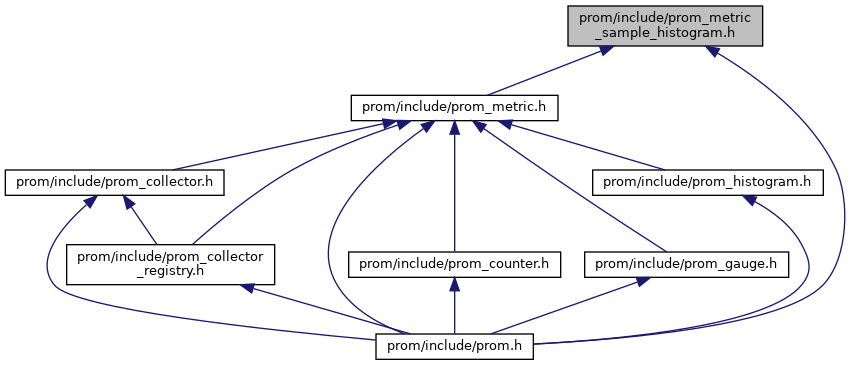 prom/include/prom_metric
_sample_histogram.h
prom/include/prom_metric.h
prom/include/prom_collector.h
prom/include/prom_histogram.h
prom/include/prom_collector
_registry.h
prom/include/prom_counter.h
prom/include/prom_gauge.h
prom/include/prom.h